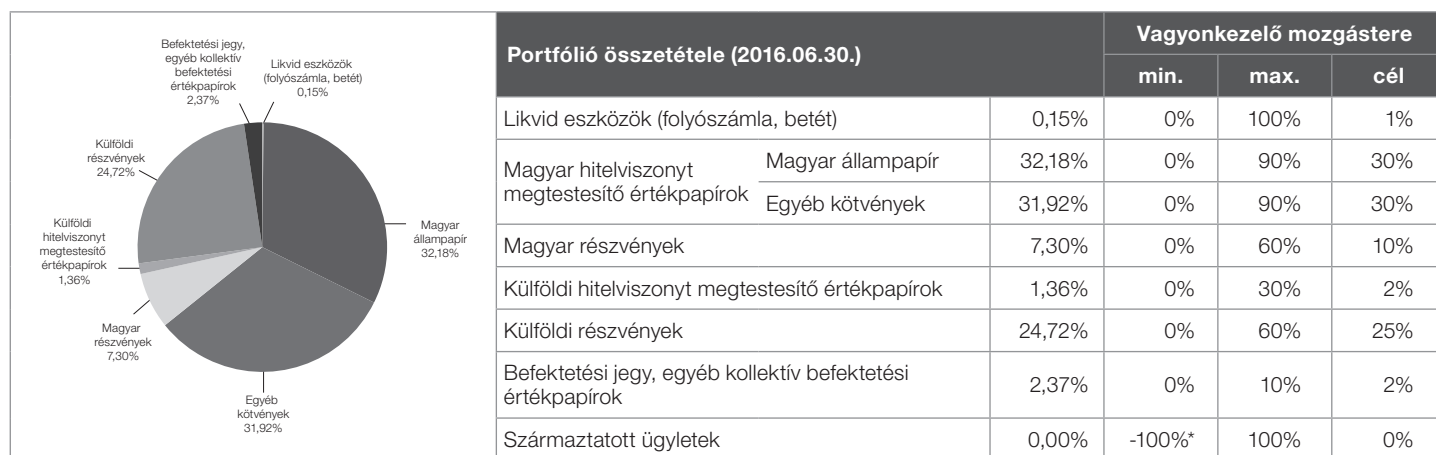 Befektetési jegy,
egyéb kollektív
befektetési
értékpapírok
2,37%
Likvid eszközök
(folyószámla, betét)
0,15%
Külföldi
részvények
24,72%
Külföldi
hitelviszonyt
megtestesítő
értékpapírok
1,36%
Magyar
állampapír
32,18%
Magyar
részvények
7,30%
Egyéb
kötvények
31,92%
Portfólió összetétele (2016.06.30.) Vagyonkezelő mozgástere
min. max. cél
Likvid eszközök (folyószámla, betét) 0,15% 0% 100% 1%
Magyar hitelviszonyt
megtestesítő értékpapírok
Magyar állampapír 32,18% 0% 90% 30%
Egyéb kötvények 31,92% 0% 90% 30%
Magyar részvények 7,30% 0% 60% 10%
Külföldi hitelviszonyt megtestesítő értékpapírok 1,36% 0% 30% 2%
Külföldi részvények 24,72% 0% 60% 25%
Befektetési jegy, egyéb kollektív befektetési
értékpapírok 2,37% 0% 10% 2%
Származtatott ügyletek 0,00% -100%* 100% 0%